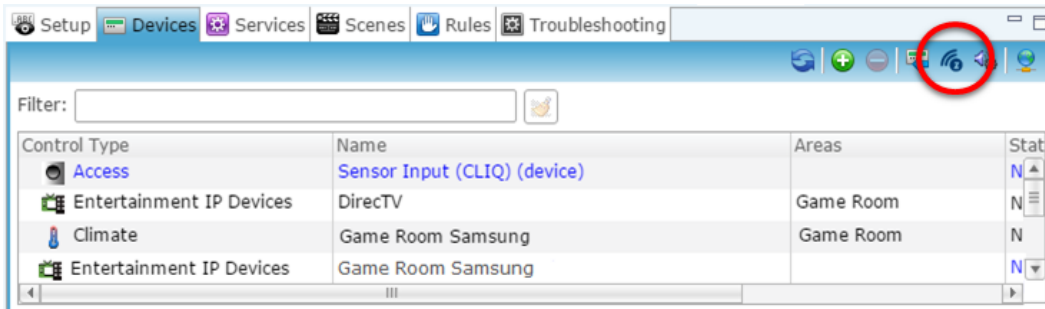 Setup Devices Services Scenes Rules Troubleshooting
Filter:
Control Type Name Areas Stat
Access Sensor Input (CLIQ) (device) N
Entertainment IP Devices DirecTV Game Room N
Climate Game Room Samsung Game Room N
Entertainment IP Devices Game Room Samsung N